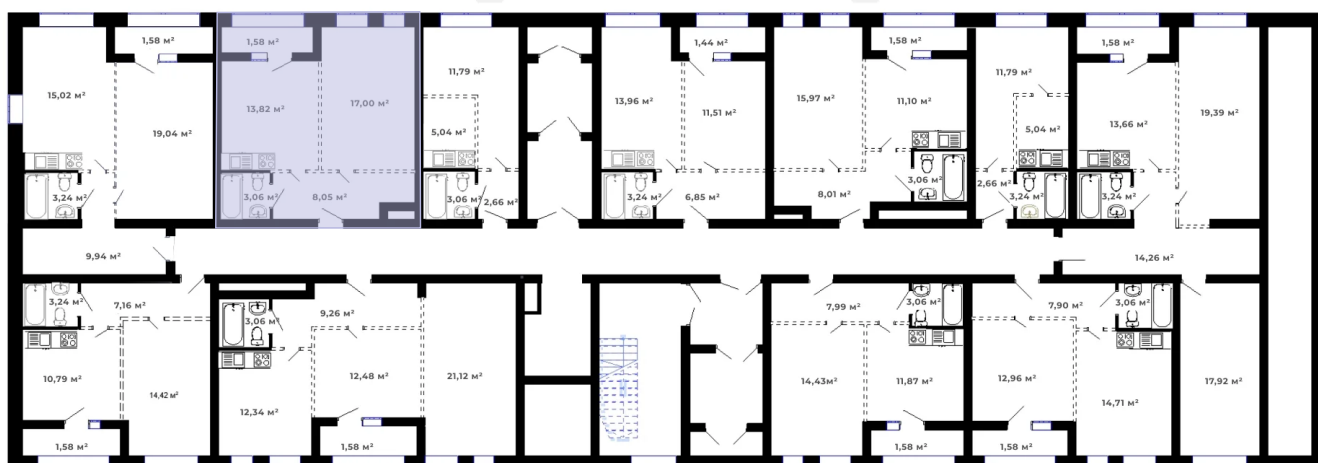 1,58 м²
1,58 м²
1,44 м²
1,58 м²
1,58 м²
15,02 м²
19,04 м²
13,82 м²
17,00 м²
11,79 м²
5,04 м²
13,96 м²
11,51 м²
15,97 м²
11,10 м²
11,79 м²
5,04 м²
13,66 м²
19,39 м²
3,24 м²
3,06 м²
8,05 м²
3,06 м²
2,66 м²
3,24 м²
6,85 м²
8,01 м²
3,06 м²
2,66 м²
3,24 м²
3,24 м²
9,94 м²
14,26 м²
3,24 м²
7,16 м²
3,06 м²
9,26 м²
7,99 м²
3,06 м²
7,90 м²
3,06 м²
10,79 м²
14,42 м²
12,34 м²
12,48 м²
21,12 м²
14,43м²
11,87 м²
12,96 м²
14,71 м²
17,92 м²
1,58 м²
1,58 м²
1,58 м²
1,58 м²